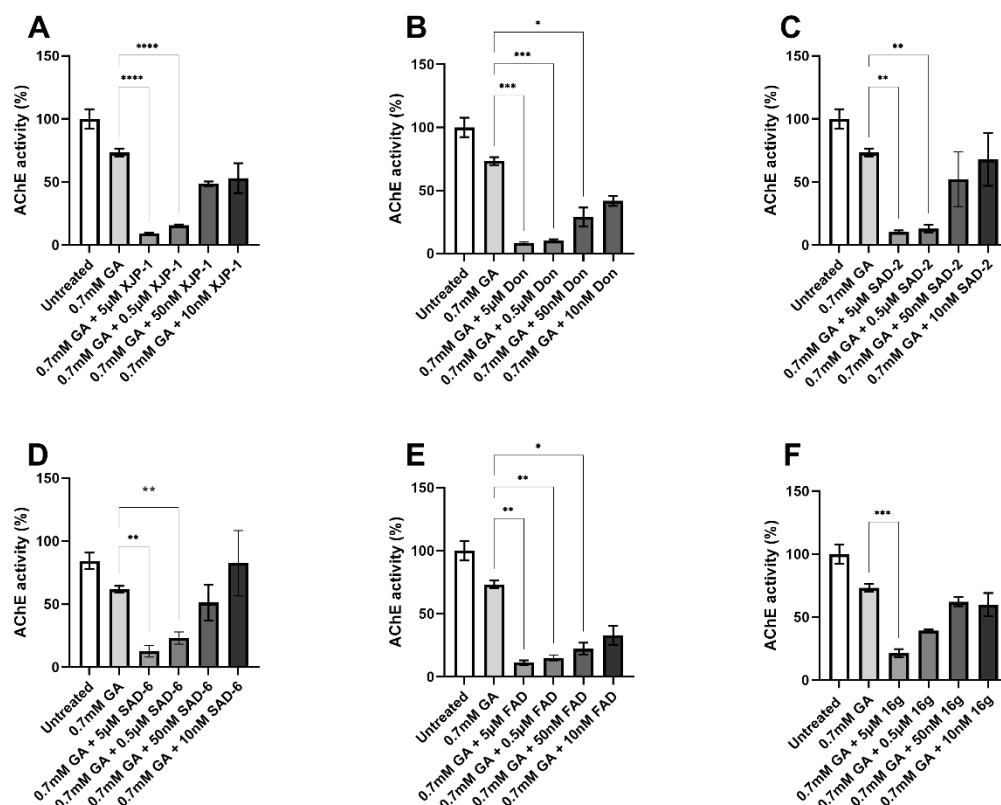 A
AChE activity (%)
150
100
50
0
****
****
Untreated
0.7mM GA
0.7mM GA + 5µM XJP-1
0.7mM GA + 0.5µM XJP-1
0.7mM GA + 50nM XJP-1
0.7mM GA + 10nM XJP-1
B
AChE activity (%)
150
100
50
0
*
***
***
Untreated
0.7mM GA
0.7mM GA + 5µM Don
0.7mM GA + 0.5µM Don
0.7mM GA + 50nM Don
0.7mM GA + 10nM Don
C
AChE activity (%)
150
100
50
0
**
**
Untreated
0.7mM GA
0.7mM GA + 5µM SAD-2
0.7mM GA + 0.5µM SAD-2
0.7mM GA + 50nM SAD-2
0.7mM GA + 10nM SAD-2
D
AChE activity (%)
150
100
50
0
**
**
Untreated
0.7mM GA
0.7mM GA + 5µM SAD-6
0.7mM GA + 0.5µM SAD-6
0.7mM GA + 50nM SAD-6
0.7mM GA + 10nM SAD-6
E
AChE activity (%)
150
100
50
0
*
**
**
Untreated
0.7mM GA
0.7mM GA + 5µM FAD
0.7mM GA + 0.5µM FAD
0.7mM GA + 50nM FAD
0.7mM GA + 10nM FAD
F
AChE activity (%)
150
100
50
0
***
Untreated
0.7mM GA
0.7mM GA + 5µM 16g
0.7mM GA + 0.5µM 16g
0.7mM GA + 50nM 16g
0.7mM GA + 10nM 16g